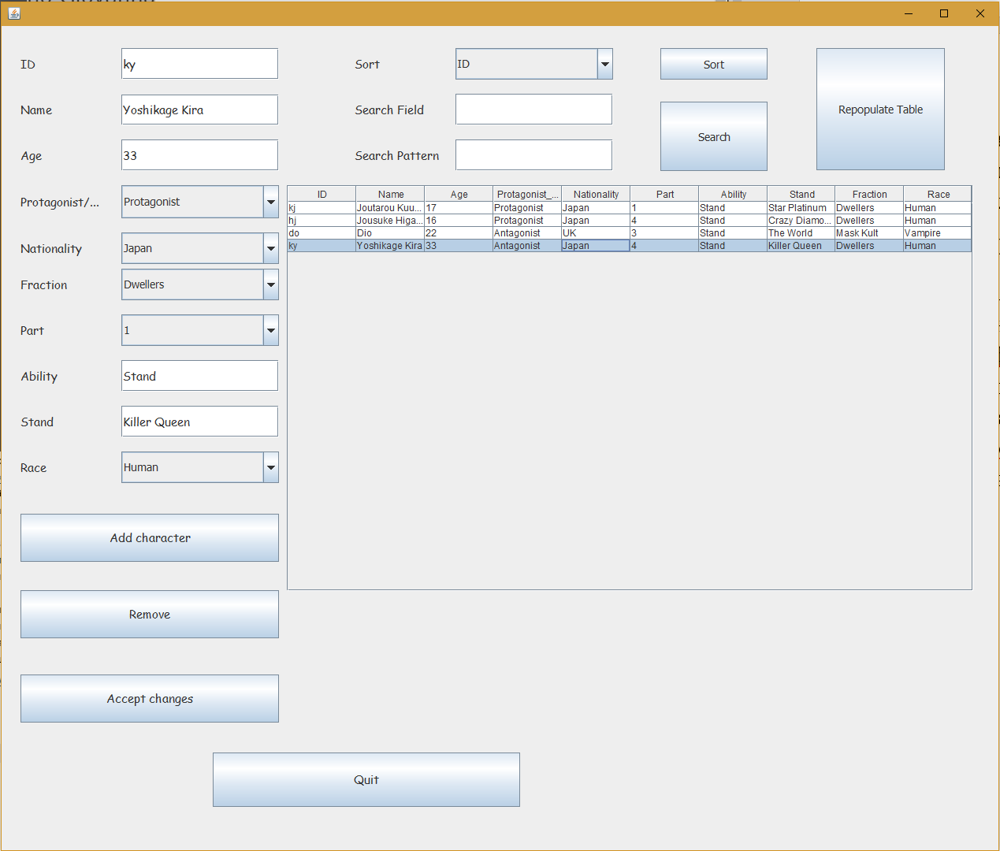 ID ky Sort ID Sort Repopulate Table
Name Yoshikage Kira Search Field Search
Age 33 Search Pattern
Protagonist/... Protagonist
Nationality Japan
Fraction Dwellers
Part 1
Ability Stand
Stand Killer Queen
Race Human
ID Name Age Protagonist_... Nationality Part Ability Stand Fraction Race
kj Joutarou Kuu... 17 Protagonist Japan 1 Stand Star Platinum Dwellers Human
hj Jousuke Higa... 16 Protagonist Japan 4 Stand Crazy Diamo... Dwellers Human
do Dio 22 Antagonist UK 3 Stand The World Mask Kult Vampire
ky Yoshikage Kira 33 Antagonist Japan 4 Stand Killer Queen Dwellers Human
Add character
Remove
Accept changes
Quit